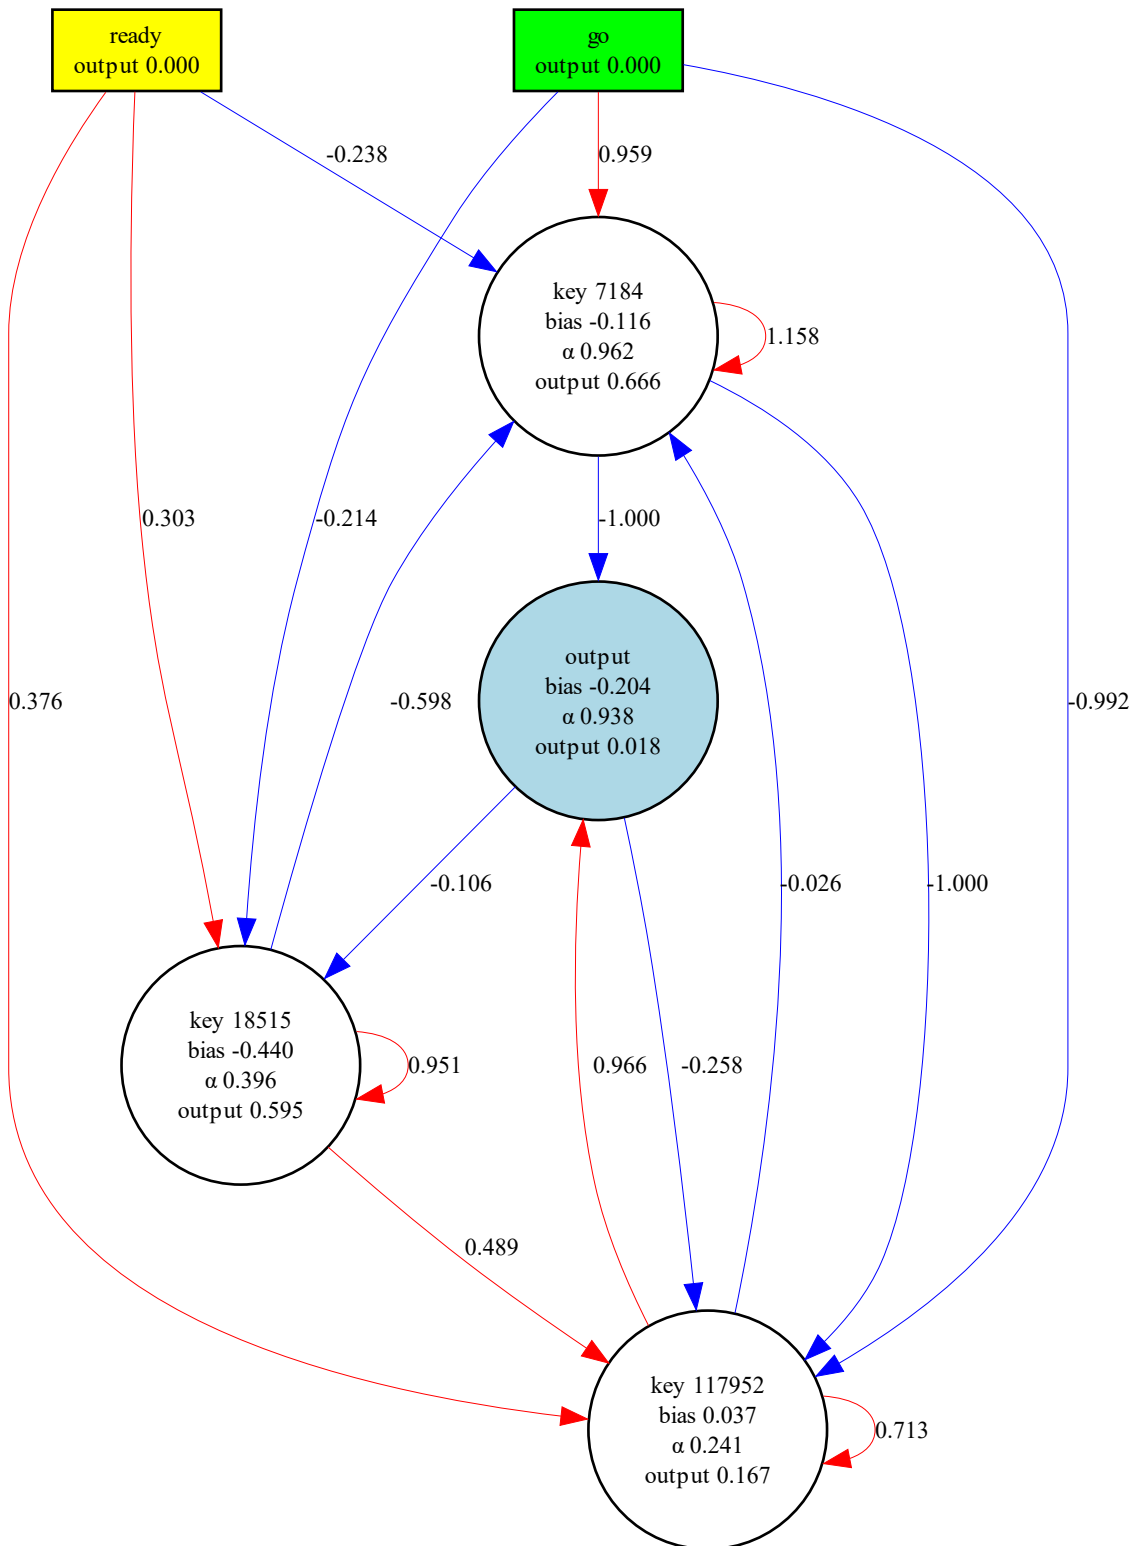 ready
output 0.000
go
output 0.000
-0.238
0.959
key 7184
bias -0.116
α 0.962
output 0.666
1.158
0.303
-0.214
-1.000
output
bias -0.204
α 0.938
output 0.018
0.376
-0.598
-0.992
-0.106
-0.026
-1.000
key 18515
bias -0.440
α 0.396
output 0.595
0.951
0.966
-0.258
0.489
key 117952
bias 0.037
α 0.241
output 0.167
0.713